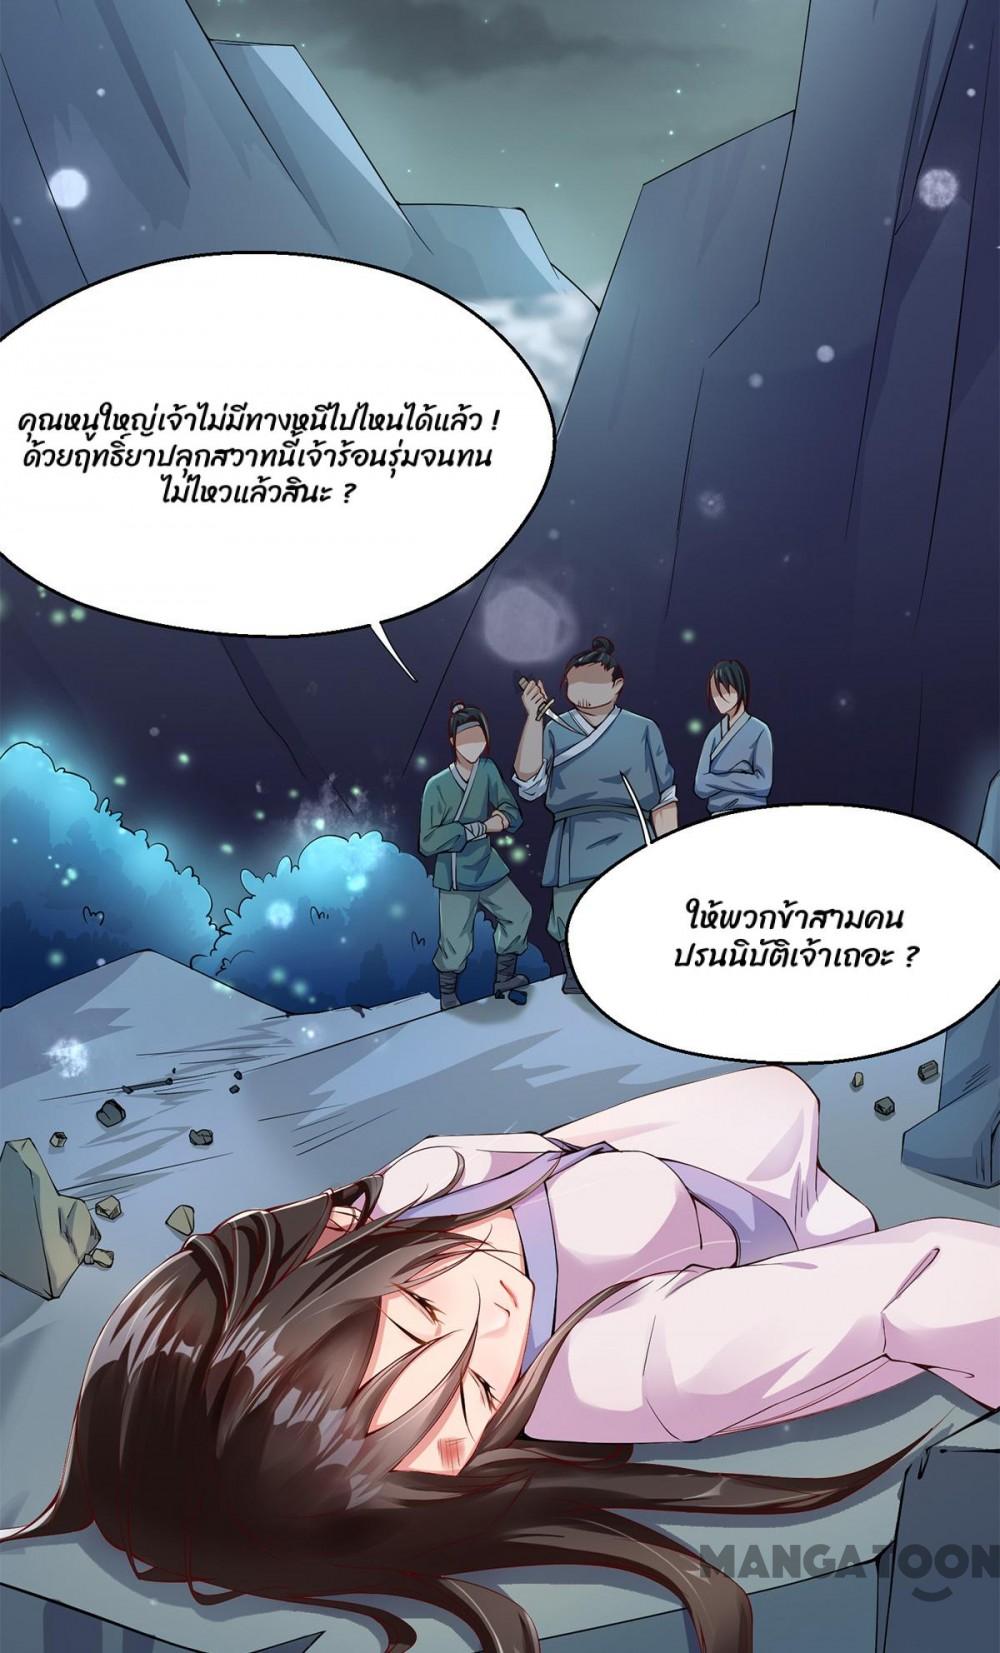 คุณหนูใหญ่เจ้าไม่มีทางหนีไปไหนได้แล้ว !
ด้วยฤทธิ์ยาปลุกสวาทนี้เจ้าร้อนรุ่มจนทน
ไม่ไหวแล้วสินะ ?
ให้พวกข้าสามคน
ปรนนิบัติเจ้าเถอะ ?
MANGATOON